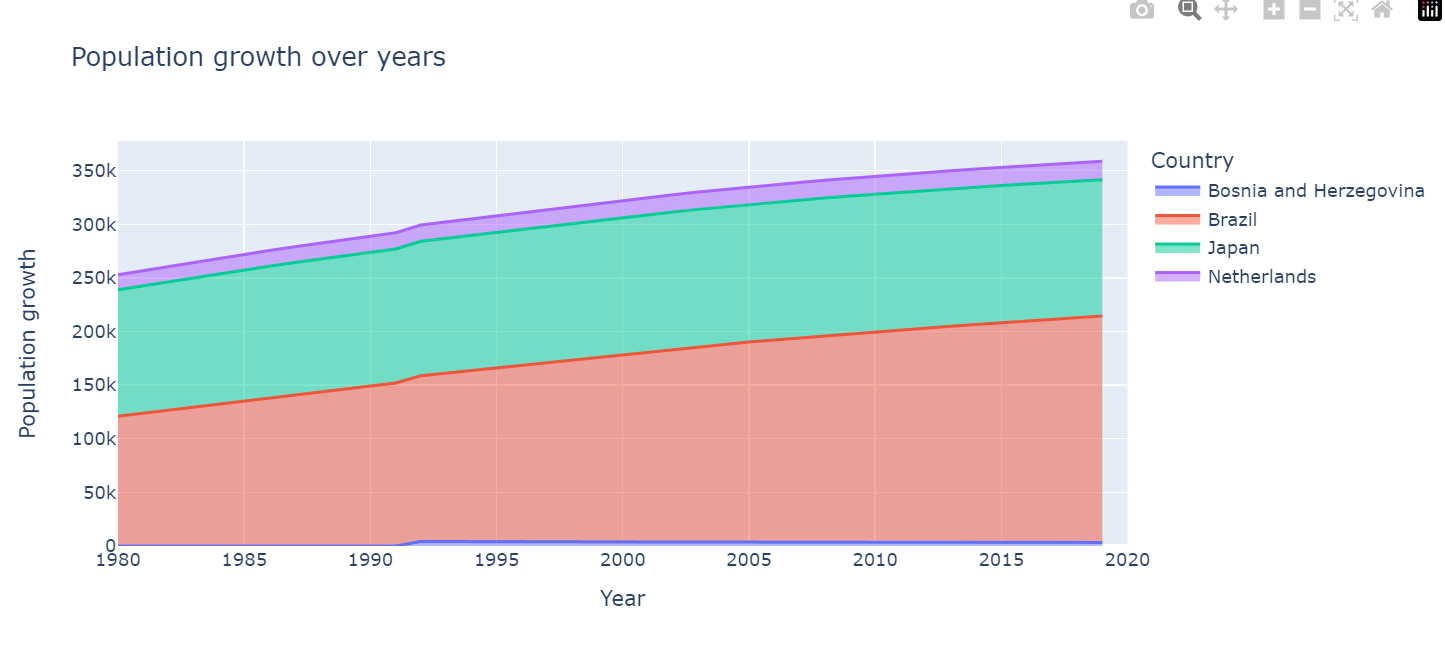 Population growth over years
Population growth
350k
300k
250k
200k
150k
100k
50k
0
1980 1985 1990 1995 2000 2005 2010 2015 2020
Year
Country
Bosnia and Herzegovina
Brazil
Japan
Netherlands